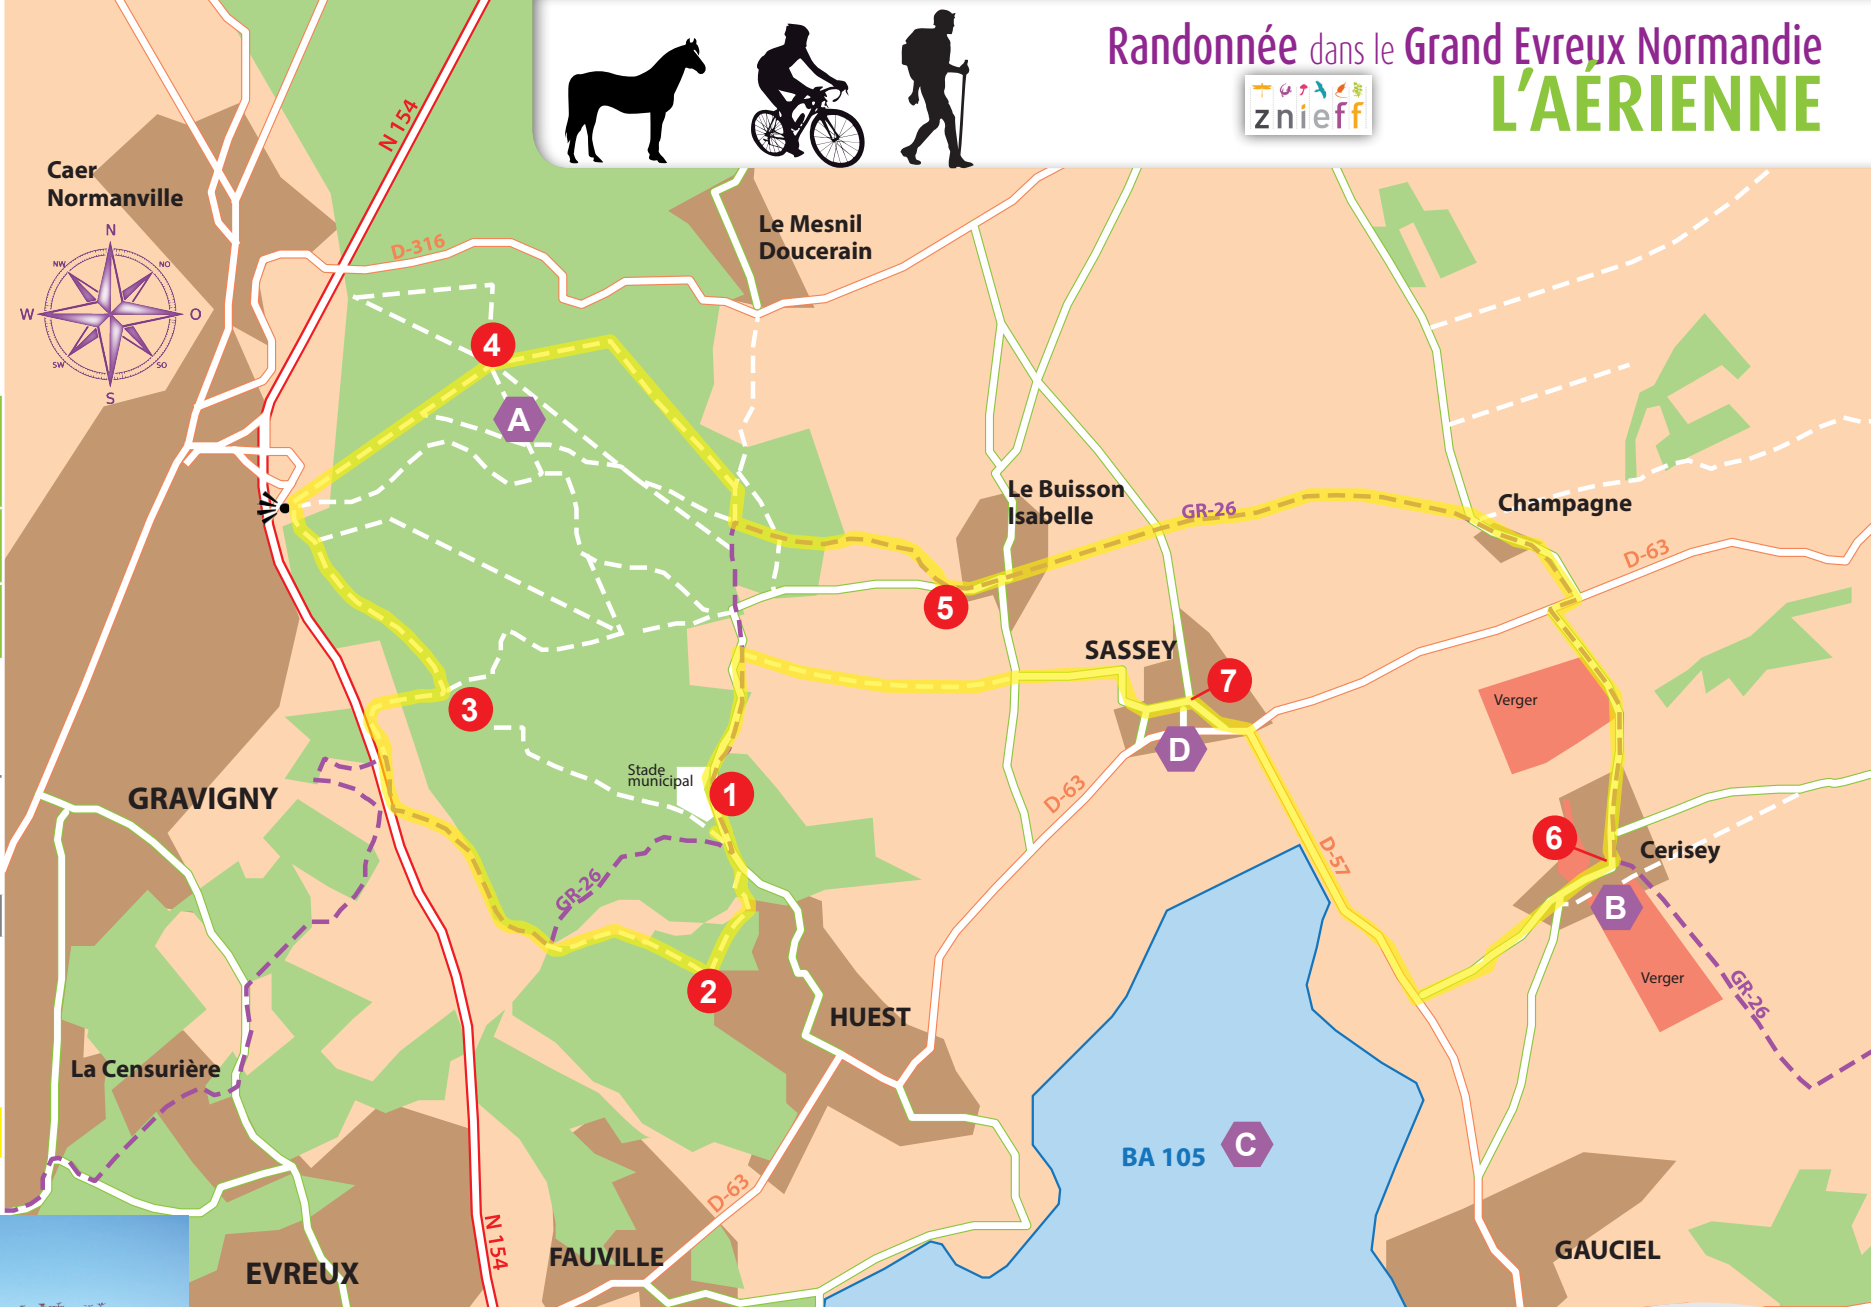 Randonnée dans le Grand Evreux Normandie
L'AÉRIENNE
znieff
N 154
Caer
Normanville
N
NW
NO
W
O
SW
SO
S
D-316
Le Mesnil
Doucerain
4
A
Le Buisson
Isabelle
GR-26
Champagne
D-63
5
SASSEY
7
D
Verger
3
Stade
municipal
1
GRAVIGNY
D-63
D-57
6
Cerisey
B
GR-26
Verger
GR-26
2
HUEST
La Censurière
BA 105
C
D-63
N 154
FAUVILLE
EVREUX
GAUCIEL